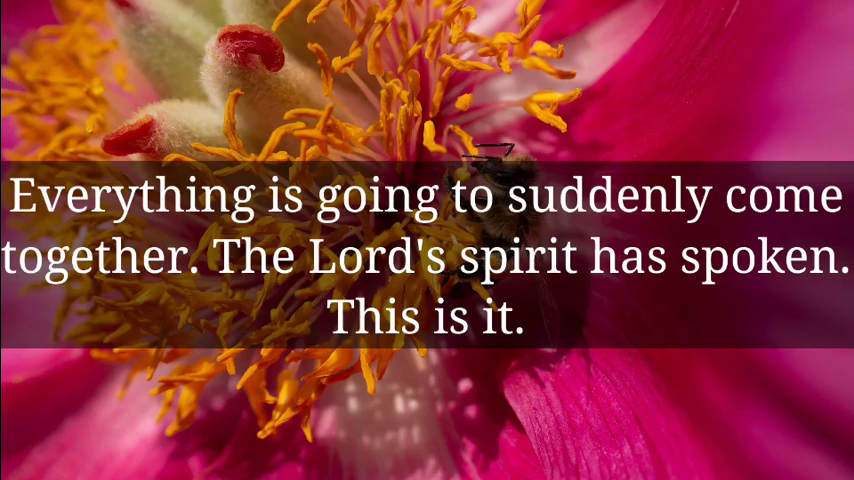 Everything is going to suddenly come
together. The Lord's spirit has spoken.
This is it.